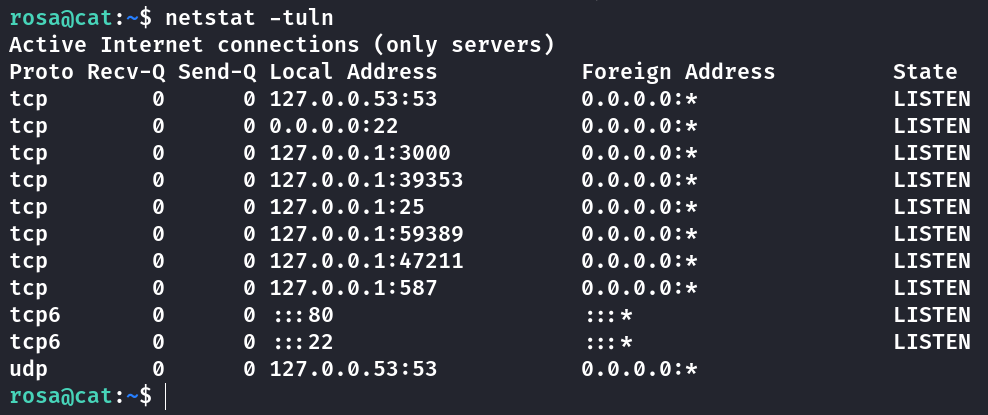 rosa@cat:~$ netstat -tuln
Active Internet connections (only servers)
Proto Recv-Q Send-Q Local Address           Foreign Address         State
tcp        0      0 127.0.0.53:53           0.0.0.0:*               LISTEN
tcp        0      0 0.0.0.0:22              0.0.0.0:*               LISTEN
tcp        0      0 127.0.0.1:3000          0.0.0.0:*               LISTEN
tcp        0      0 127.0.0.1:39353         0.0.0.0:*               LISTEN
tcp        0      0 127.0.0.1:25            0.0.0.0:*               LISTEN
tcp        0      0 127.0.0.1:59389         0.0.0.0:*               LISTEN
tcp        0      0 127.0.0.1:47211         0.0.0.0:*               LISTEN
tcp        0      0 127.0.0.1:587           0.0.0.0:*               LISTEN
tcp6       0      0 :::80                   :::*                    LISTEN
tcp6       0      0 :::22                   :::*                    LISTEN
udp        0      0 127.0.0.53:53           0.0.0.0:*
rosa@cat:~$